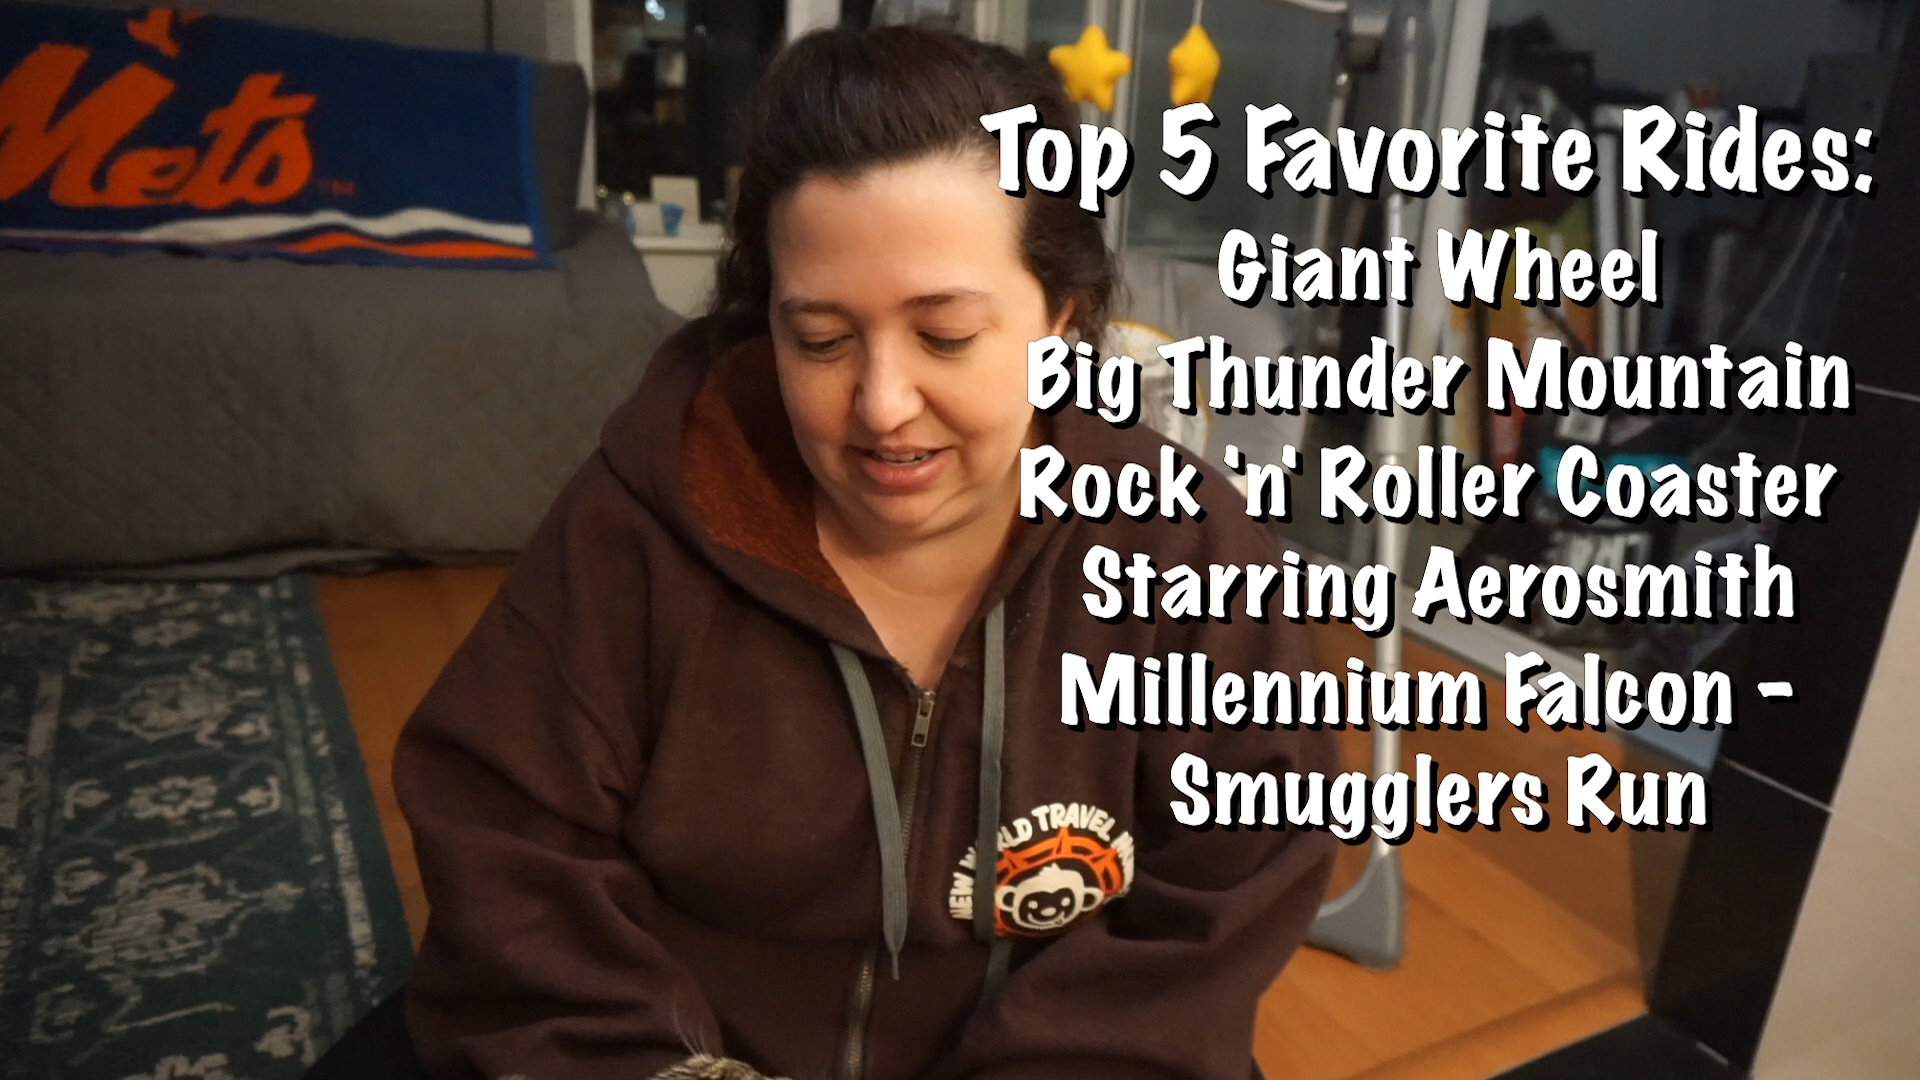 Mets
Top 5 Favorite Rides:
Giant Wheel
Big Thunder Mountain
Rock 'n' Roller Coaster
Starring Aerosmith
Millennium Falcon -
Smugglers Run
NEW WORLD TRAVEL